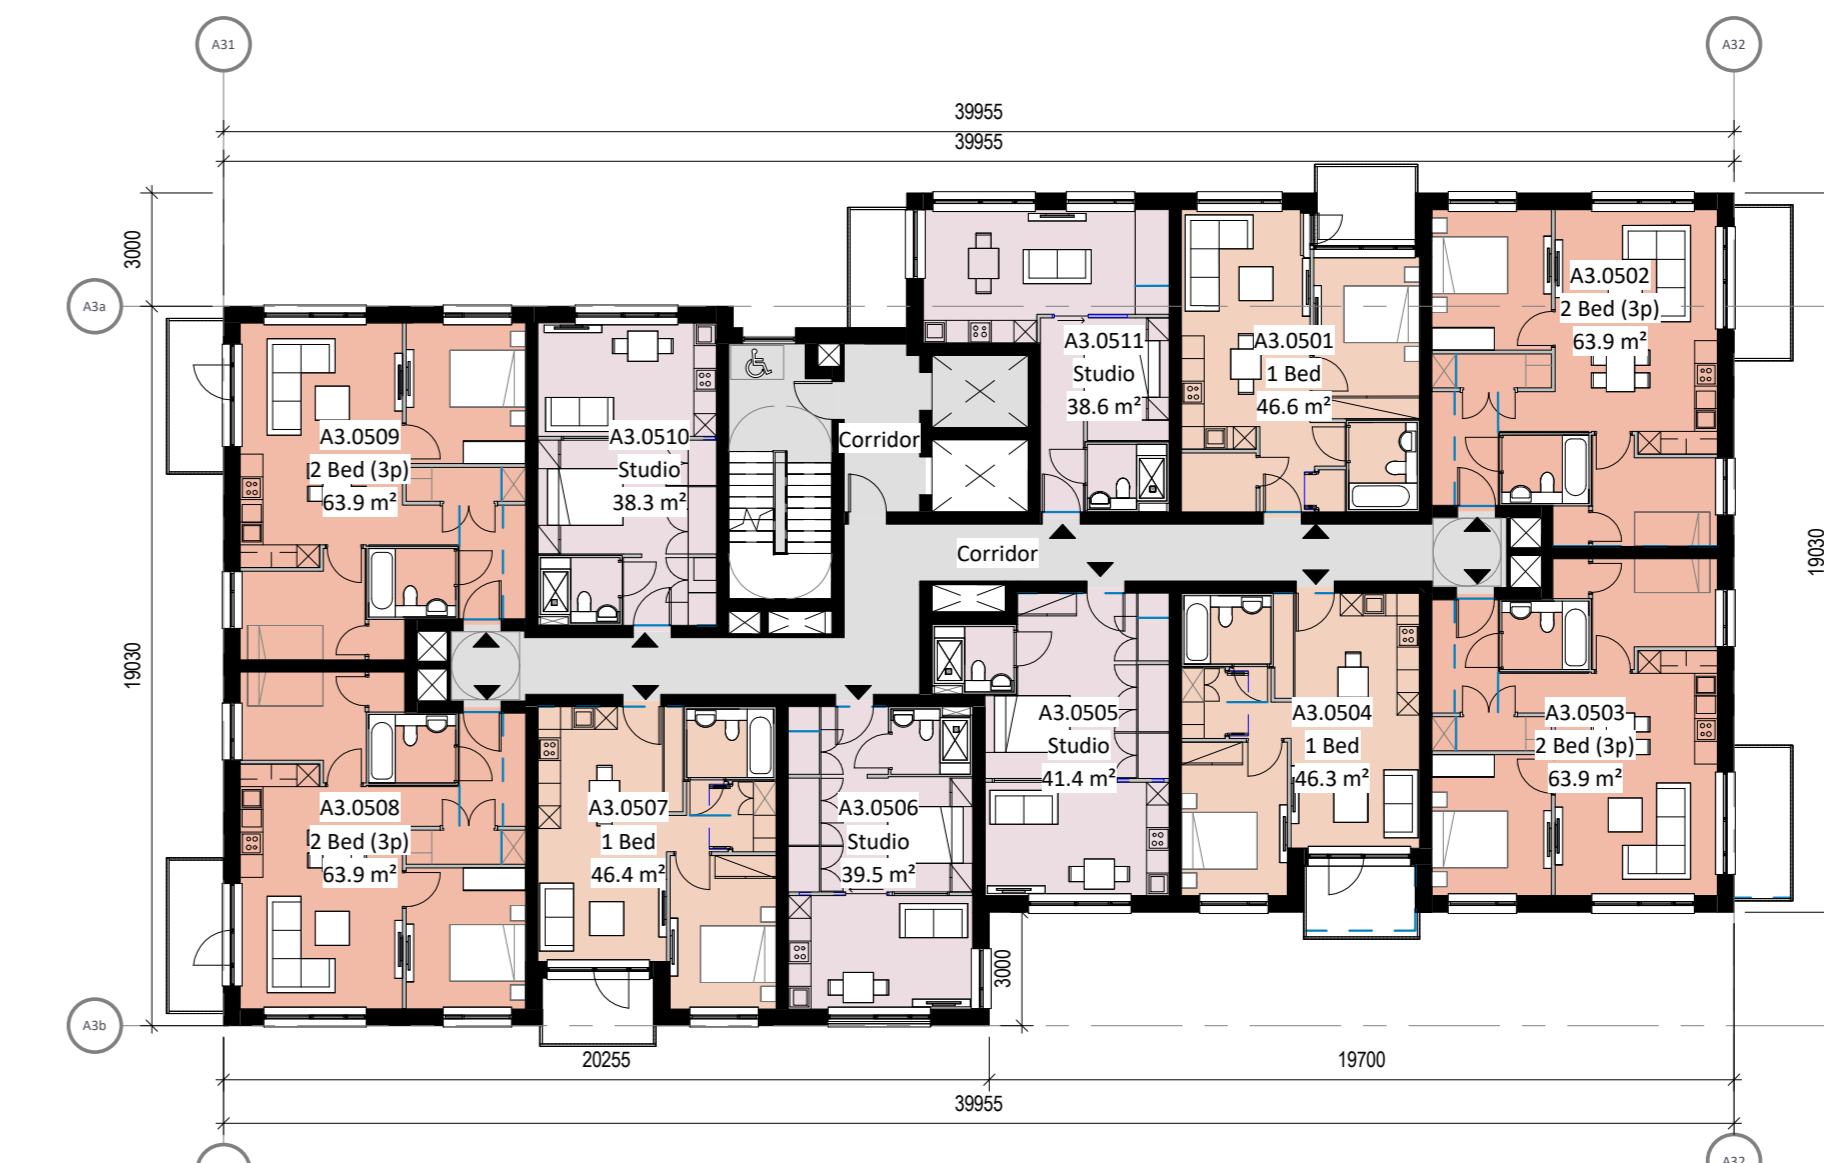 A31
A32
39955
39955
3000
A3a
A3.0502
2 Bed (3p)
63.9 m²
A3.0511
Studio
38.6 m²
A3.0501
1 Bed
46.6 m²
A3.0509
2 Bed (3p)
63.9 m²
A3.0510
Studio
38.3 m²
Corridor
Corridor
19030
19030
A3.0505
Studio
41.4 m²
A3.0504
1 Bed
46.3 m²
A3.0503
2 Bed (3p)
63.9 m²
A3.0508
2 Bed (3p)
63.9 m²
A3.0507
1 Bed
46.4 m²
A3.0506
Studio
39.5 m²
3000
A3b
20255
19700
39955
A32